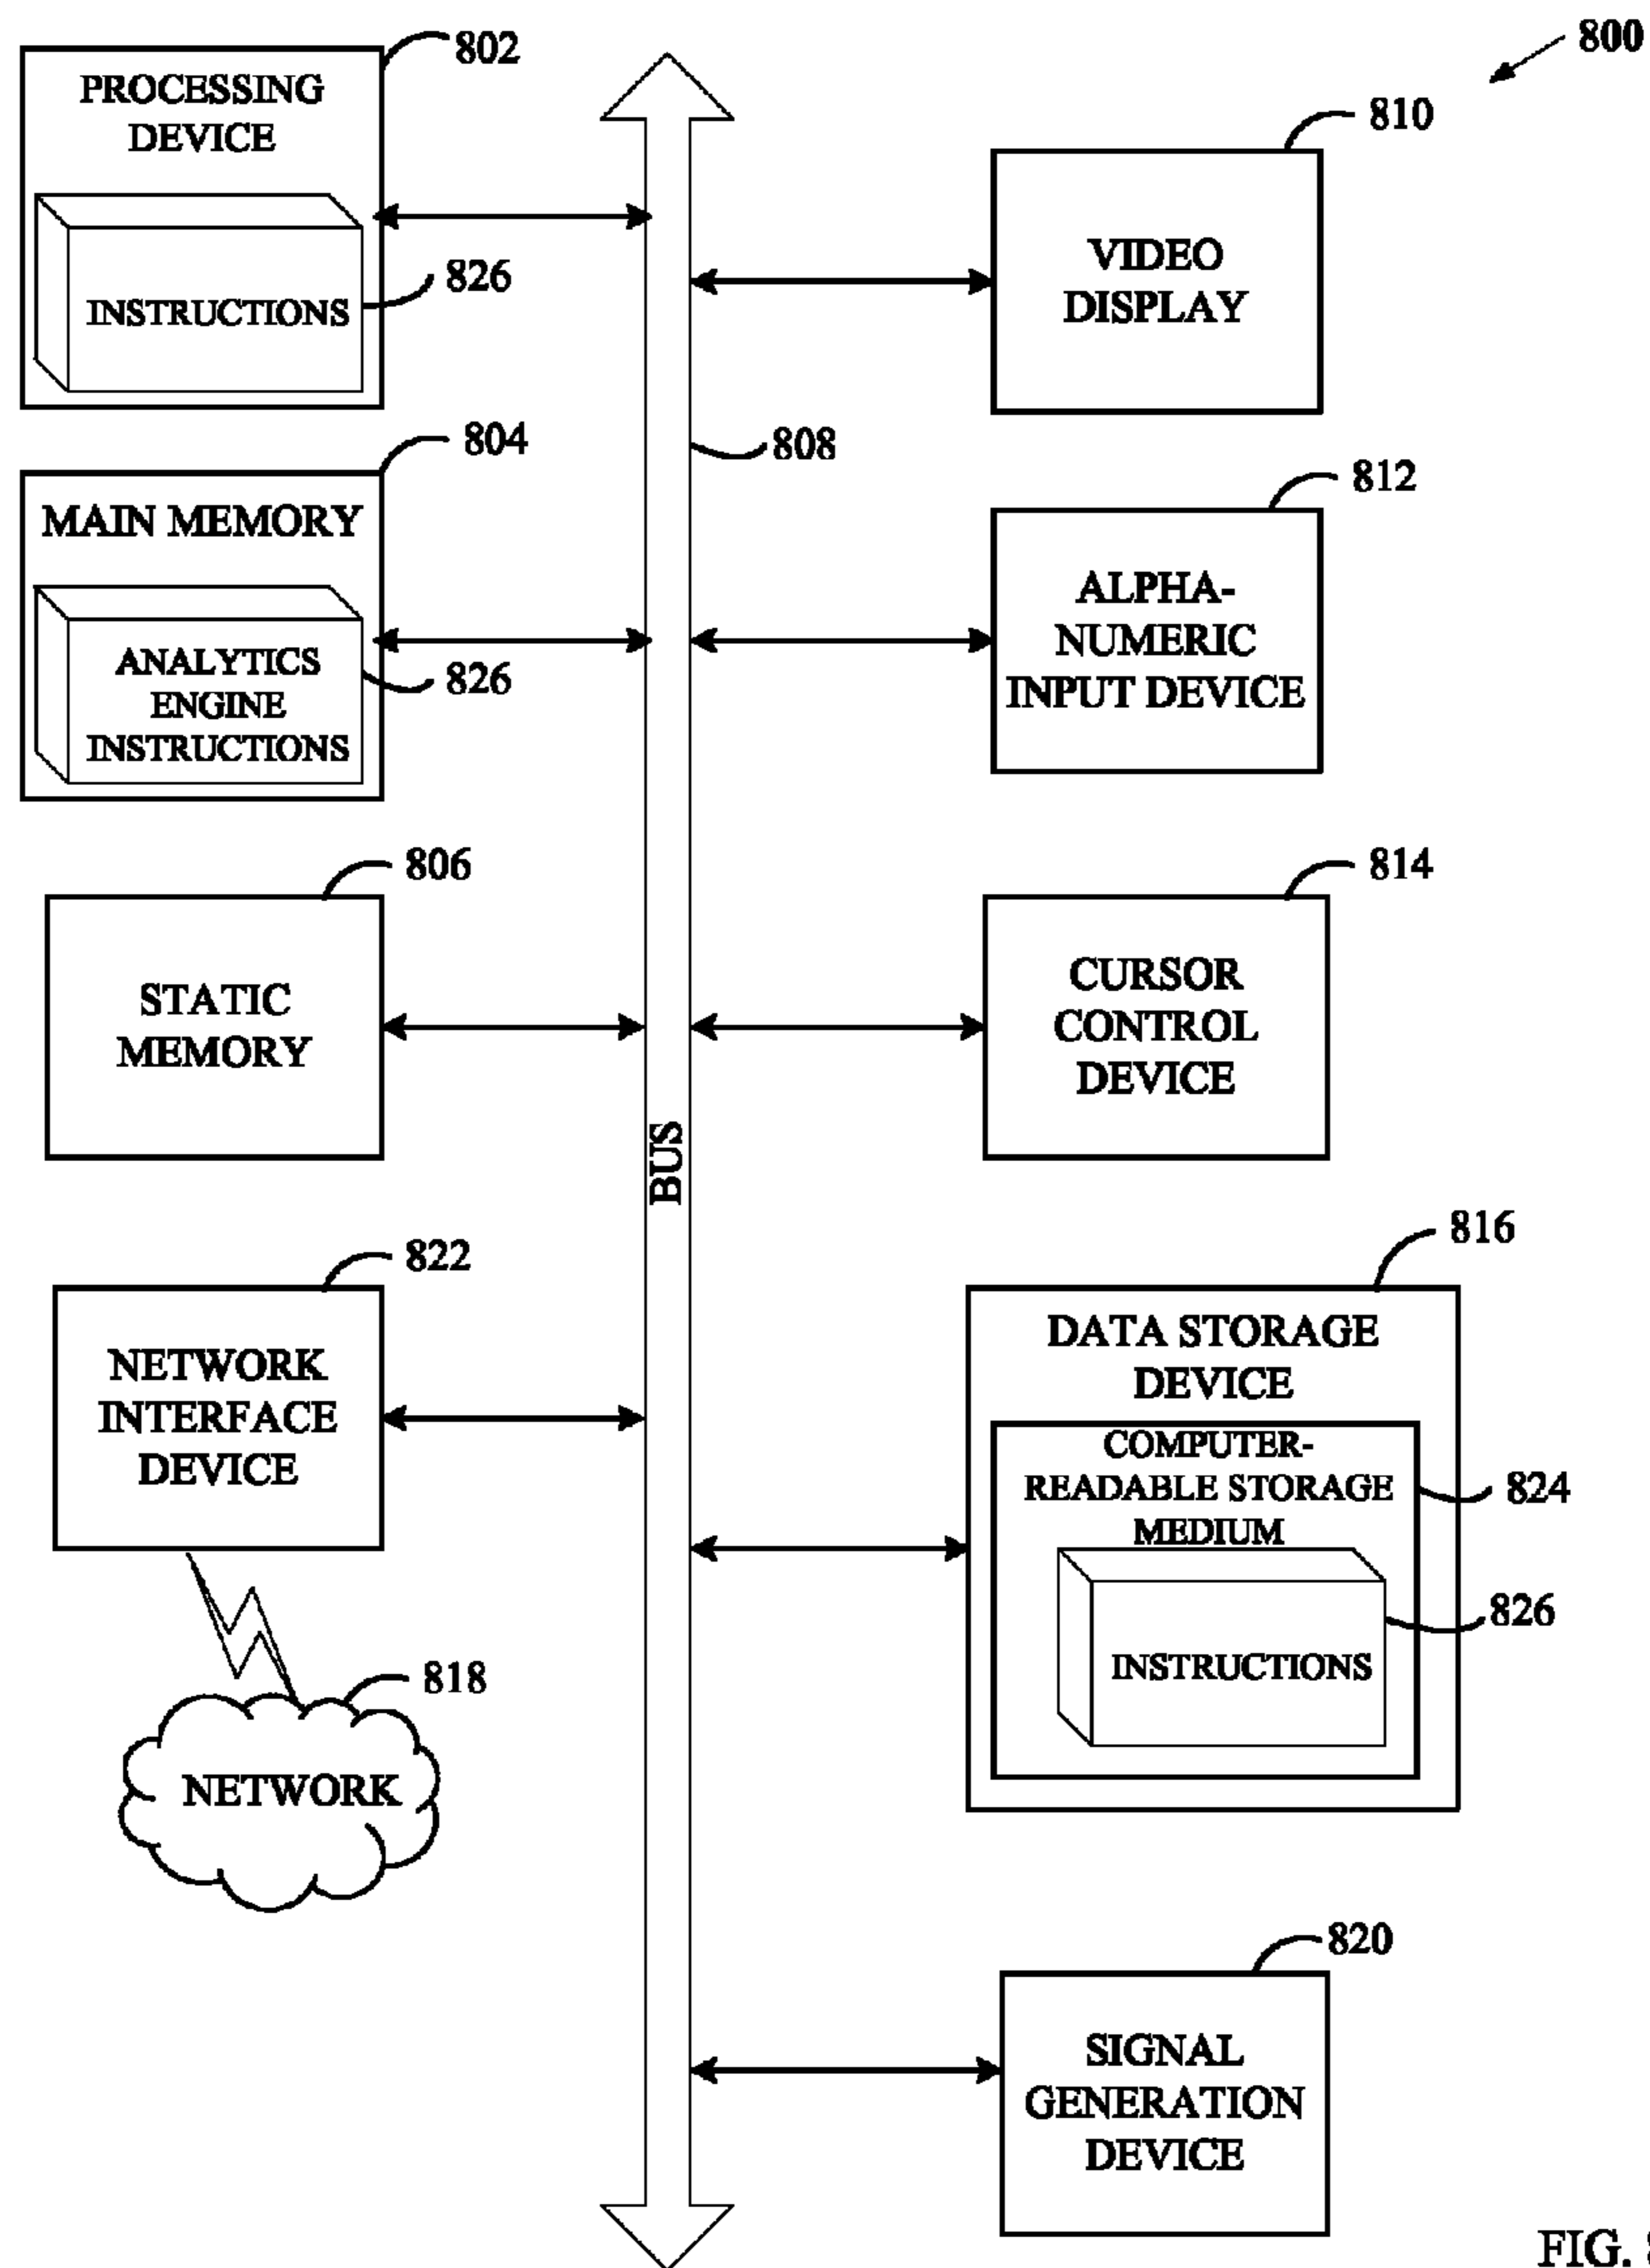 800
802
PROCESSING
DEVICE
826
INSTRUCTIONS
804
MAIN MEMORY
ANALYTICS
ENGINE
INSTRUCTIONS
826
806
STATIC
MEMORY
822
NETWORK
INTERFACE
DEVICE
818
NETWORK
808
BUS
810
VIDEO
DISPLAY
812
ALPHA-
NUMERIC
INPUT DEVICE
814
CURSOR
CONTROL
DEVICE
816
DATA STORAGE
DEVICE
COMPUTER-
READABLE STORAGE
MEDIUM
824
826
INSTRUCTIONS
820
SIGNAL
GENERATION
DEVICE
FIG.